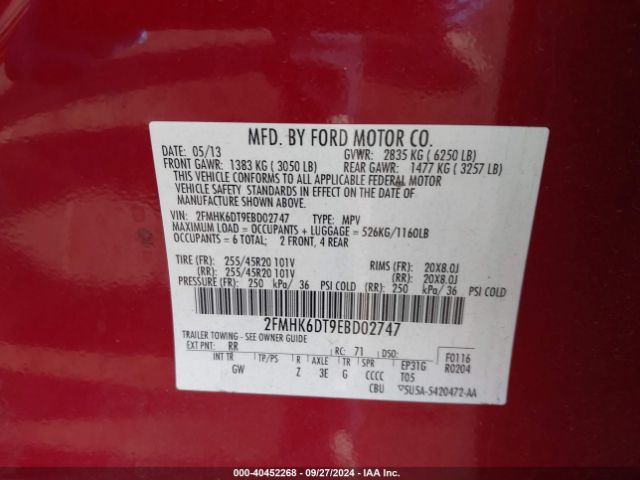 MFD. BY FORD MOTOR CO.
DATE: 05/13 GVWR: 2835 KG ( 6250 LB)
FRONT GAWR: 1383 KG ( 3050 LB) REAR GAWR: 1477 KG ( 3257 LB)
THIS VEHICLE CONFORMS TO ALL APPLICABLE FEDERAL MOTOR
VEHICLE SAFETY STANDARDS IN EFFECT ON THE DATE OF
MANUFACTURE SHOWN ABOVE.
VIN: 2FMHK6DT9EBD02747 TYPE: MPV
MAXIMUM LOAD = OCCUPANTS + LUGGAGE = 526KG/1160LB
OCCUPANTS = 6 TOTAL; 2 FRONT, 4 REAR
TIRE (FR): 255/45R20 101V RIMS (FR): 20X8.0J
(RR): 255/45R20 101V (RR): 20X8.0J
PRESSURE (FR): 250 kPa/ 36 PSI COLD (RR): 250 kPa/ 36 PSI COLD
2FMHK6DT9EBD02747
TRAILER TOWING - SEE OWNER GUIDE
EXT PNT: RR RC: 71 DSO: F0116
R0204
INT TR TP/PS R AXLE TR SPR EP31G
GW Z 3E G CCCC T05
CBU 5U5A-5420472-AA
000-40452268 - 09/27/2024 - IAA Inc.